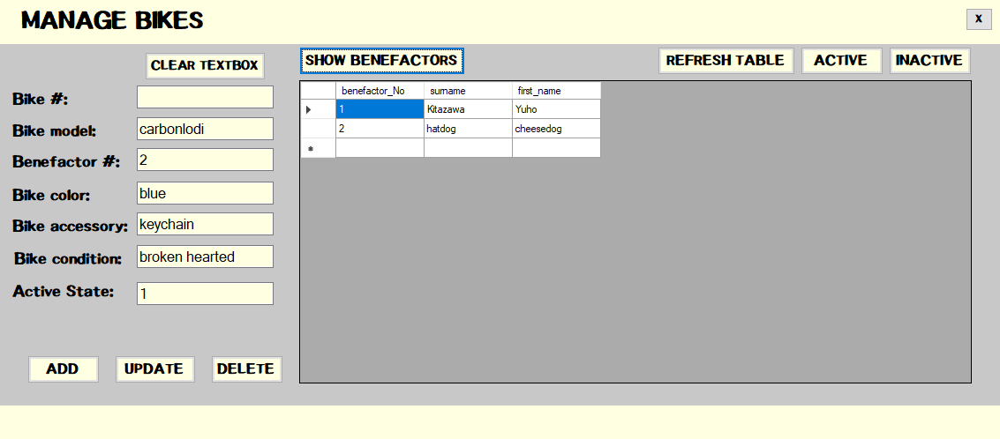 MANAGE BIKES
X
CLEAR TEXTBOX
SHOW BENEFACTORS
REFRESH TABLE
ACTIVE
INACTIVE
Bike #:
Bike model: carbonlodi
Benefactor #: 2
Bike color: blue
Bike accessory: keychain
Bike condition: broken hearted
Active State: 1
ADD
UPDATE
DELETE
benefactor_No surname first_name
1 Kitazawa Yuho
2 hatdog cheesedog